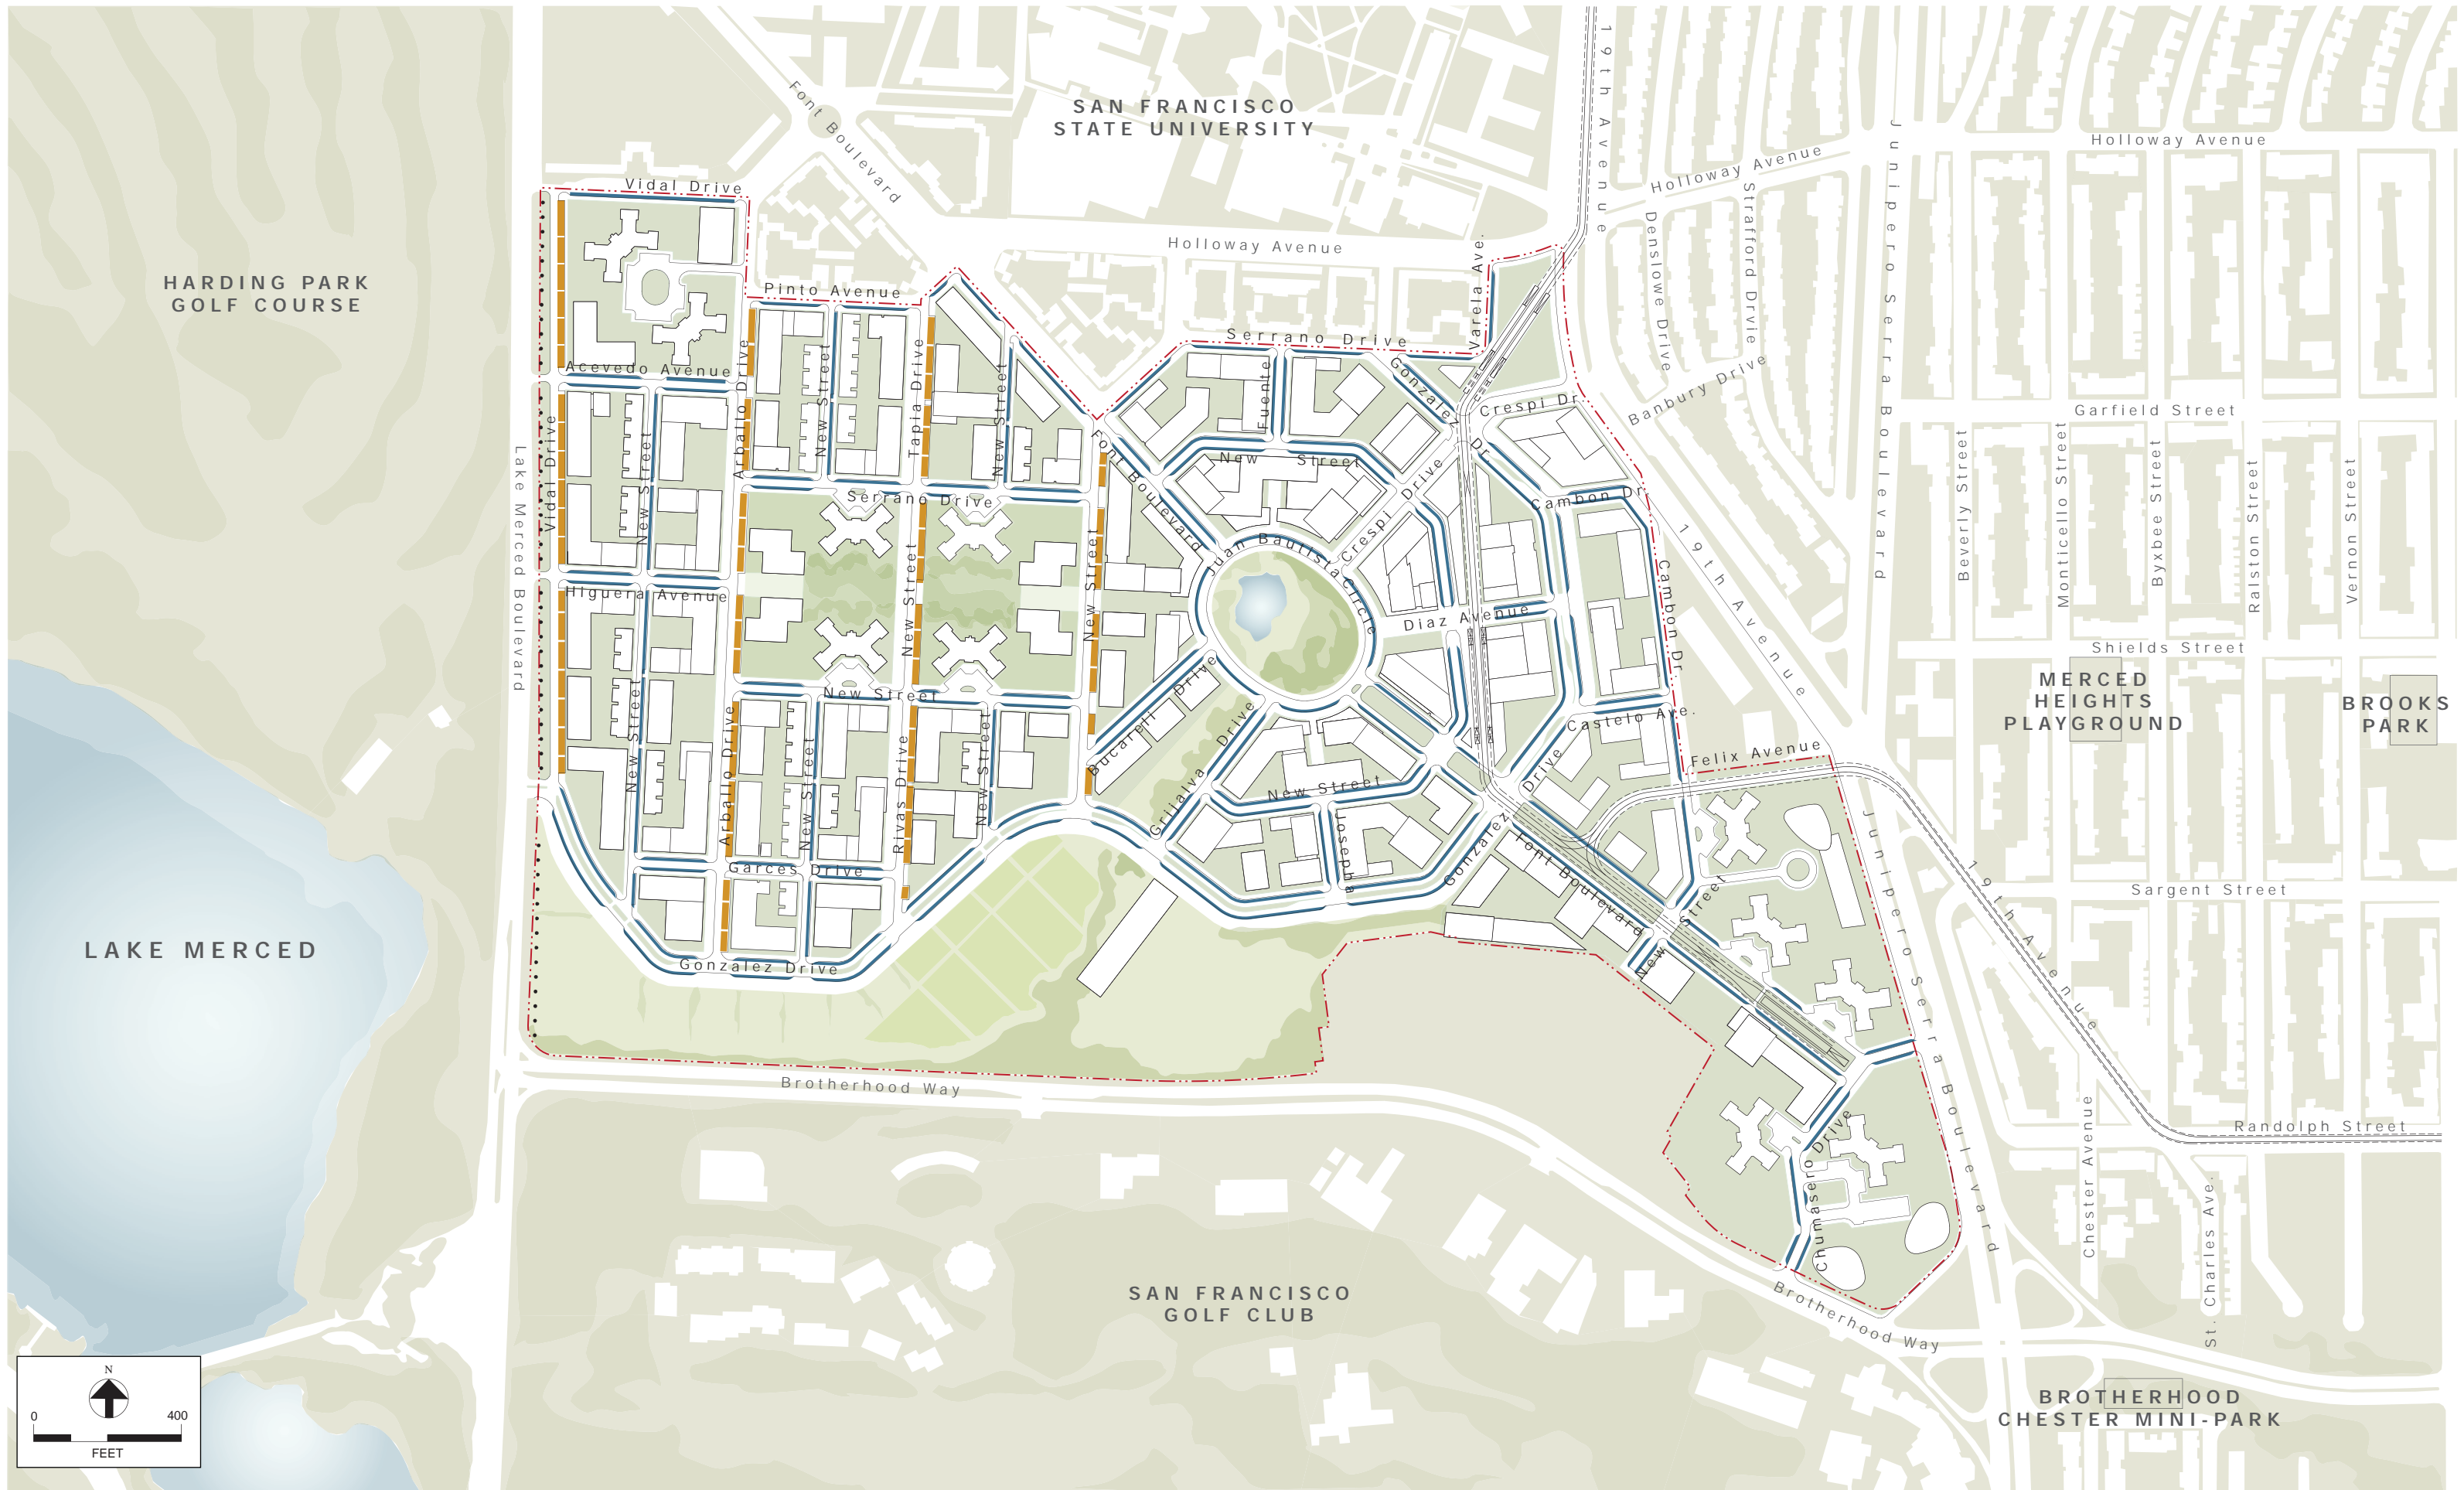 19th Avenue
Font Boulevard
SAN FRANCISCO
STATE UNIVERSITY
Holloway Avenue
Holloway Avenue
Junipero Serra Boulevard
Vidal Drive
Strafford Drvie
Denslowe Drive
Holloway Avenue
Varela Ave.
HARDING PARK
GOLF COURSE
Pinto Avenue
Serrano Drive
Acevedo Avenue
Arballo Drive
New Street
Tapia Drive
New Street
Fuente
Gonzalez Dr.
Crespi Dr.
Banbury Drive
Garfield Street
Lake Merced Boulevard
Vidal Drive
New Street
Font Boulevard
New Street
Crespi Drive
Cambon Dr.
Beverly Street
Monticello Street
Byxbee Street
Ralston Street
Vernon Street
Serrano Drive
Juan Bautista Circle
19th Avenue
New Street
New Street
Cambon Dr.
Higuera Avenue
Diaz Avenue
Shields Street
MERCED
HEIGHTS
PLAYGROUND
BROOKS
PARK
New Street
New Street
Bucareli Drive
Grijalva Drive
Castelo Ave.
Felix Avenue
Arballo Drive
New Street
Rivas Drive
New Street
New Street
Josepha
Gonzalez Drive
Font Boulevard
New Street
Garces Drive
Junipero Serra Boulevard
19th Avenue
Sargent Street
LAKE MERCED
Gonzalez Drive
Brotherhood Way
Chumasero Drive
Chester Avenue
Randolph Street
St. Charles Ave.
SAN FRANCISCO
GOLF CLUB
Brotherhood Way
BROTHERHOOD
CHESTER MINI-PARK
N
0 400
FEET